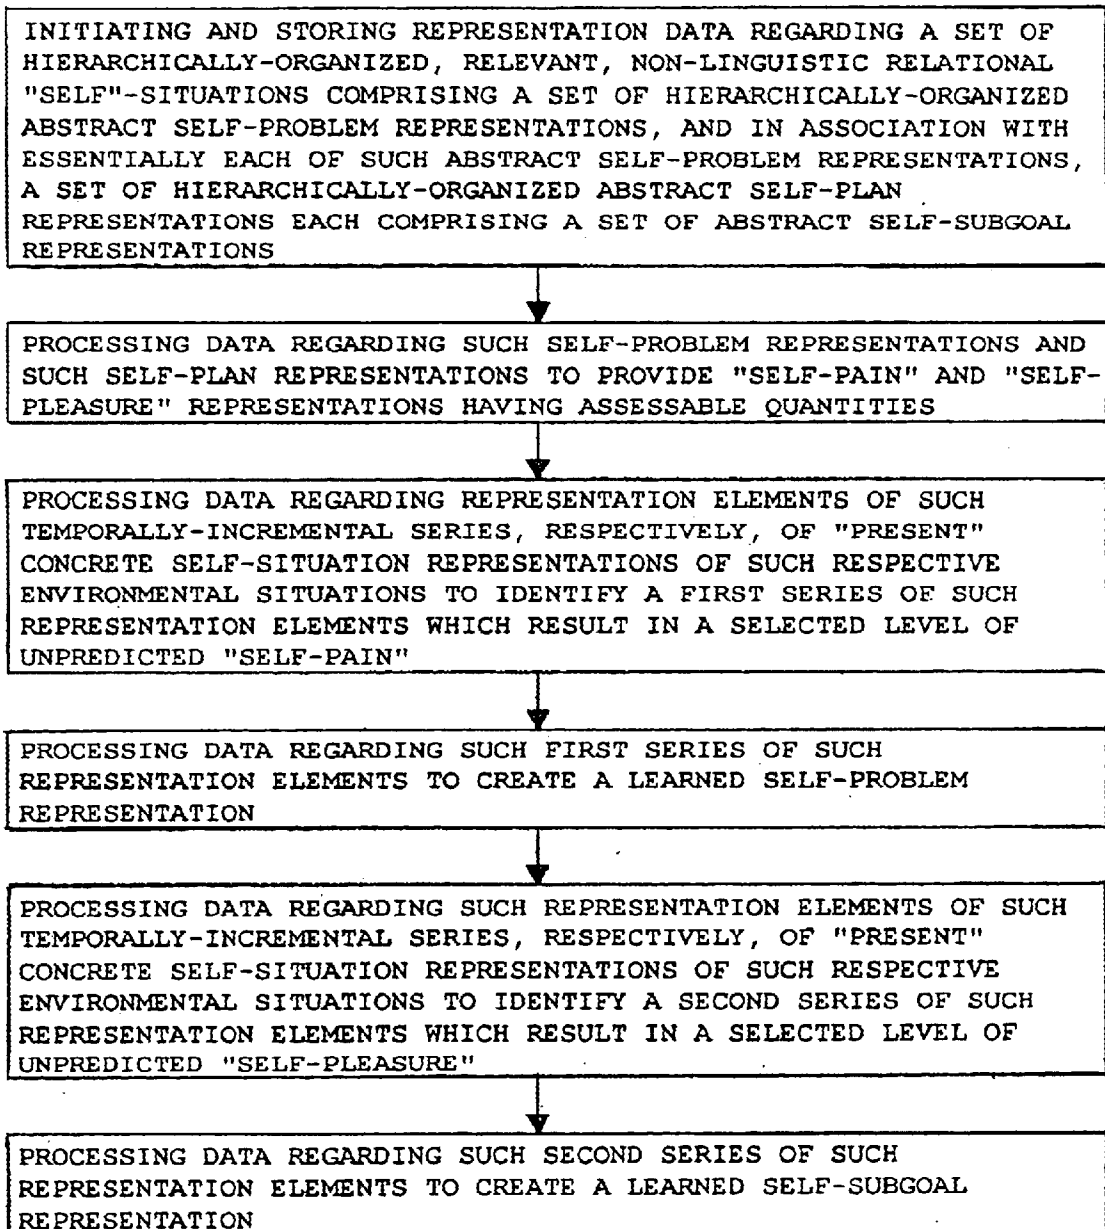 INITIATING AND STORING REPRESENTATION DATA REGARDING A SET OF
HIERARCHICALLY-ORGANIZED, RELEVANT, NON-LINGUISTIC RELATIONAL
"SELF"-SITUATIONS COMPRISING A SET OF HIERARCHICALLY-ORGANIZED
ABSTRACT SELF-PROBLEM REPRESENTATIONS, AND IN ASSOCIATION WITH
ESSENTIALLY EACH OF SUCH ABSTRACT SELF-PROBLEM REPRESENTATIONS,
A SET OF HIERARCHICALLY-ORGANIZED ABSTRACT SELF-PLAN
REPRESENTATIONS EACH COMPRISING A SET OF ABSTRACT SELF-SUBGOAL
REPRESENTATIONS
PROCESSING DATA REGARDING SUCH SELF-PROBLEM REPRESENTATIONS AND
SUCH SELF-PLAN REPRESENTATIONS TO PROVIDE "SELF-PAIN" AND "SELF-
PLEASURE" REPRESENTATIONS HAVING ASSESSABLE QUANTITIES
PROCESSING DATA REGARDING REPRESENTATION ELEMENTS OF SUCH
TEMPORALLY-INCREMENTAL SERIES, RESPECTIVELY, OF "PRESENT"
CONCRETE SELF-SITUATION REPRESENTATIONS OF SUCH RESPECTIVE
ENVIRONMENTAL SITUATIONS TO IDENTIFY A FIRST SERIES OF SUCH
REPRESENTATION ELEMENTS WHICH RESULT IN A SELECTED LEVEL OF
UNPREDICTED "SELF-PAIN"
PROCESSING DATA REGARDING SUCH FIRST SERIES OF SUCH
REPRESENTATION ELEMENTS TO CREATE A LEARNED SELF-PROBLEM
REPRESENTATION
PROCESSING DATA REGARDING SUCH REPRESENTATION ELEMENTS OF SUCH
TEMPORALLY-INCREMENTAL SERIES, RESPECTIVELY, OF "PRESENT"
CONCRETE SELF-SITUATION REPRESENTATIONS OF SUCH RESPECTIVE
ENVIRONMENTAL SITUATIONS TO IDENTIFY A SECOND SERIES OF SUCH
REPRESENTATION ELEMENTS WHICH RESULT IN A SELECTED LEVEL OF
UNPREDICTED "SELF-PLEASURE"
PROCESSING DATA REGARDING SUCH SECOND SERIES OF SUCH
REPRESENTATION ELEMENTS TO CREATE A LEARNED SELF-SUBGOAL
REPRESENTATION